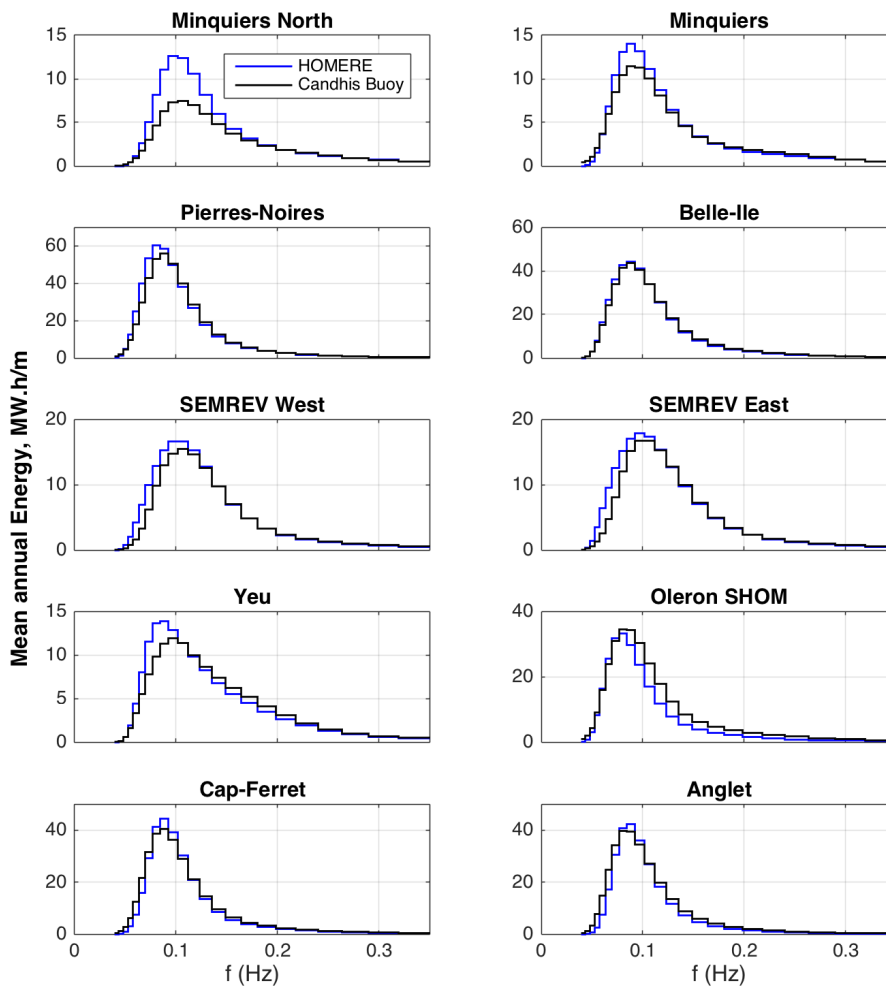 Minquiers North
Minquiers
15
10
5
0
HOMERE
Candhis Buoy
15
10
5
0
Pierres-Noires
Belle-Ile
60
40
20
0
60
40
20
0
SEMREV West
SEMREV East
20
10
0
20
10
0
Mean annual Energy, MW.h/m
Yeu
Oleron SHOM
15
10
5
0
40
20
0
Cap-Ferret
Anglet
40
20
0
40
20
0
0 0.1 0.2 0.3
0 0.1 0.2 0.3
f (Hz)
f (Hz)